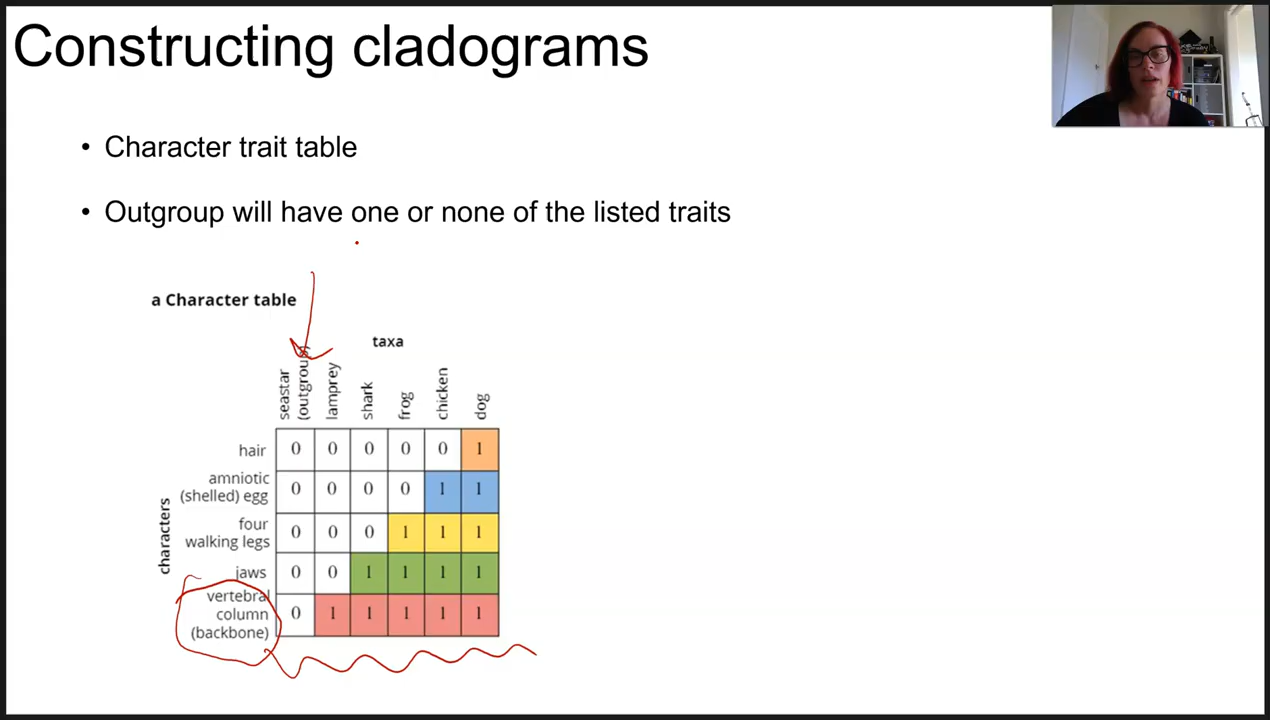 Constructing cladograms
• Character trait table
• Outgroup will have one or none of the listed traits
a Character table
taxa
seastar
(outgroup)
lamprey
shark
frog
chicken
dog
characters
hair 0 0 0 0 0 1
amniotic
(shelled) egg 0 0 0 0 1 1
four
walking legs 0 0 0 1 1 1
jaws 0 0 1 1 1 1
vertebral
column
(backbone) 0 1 1 1 1 1